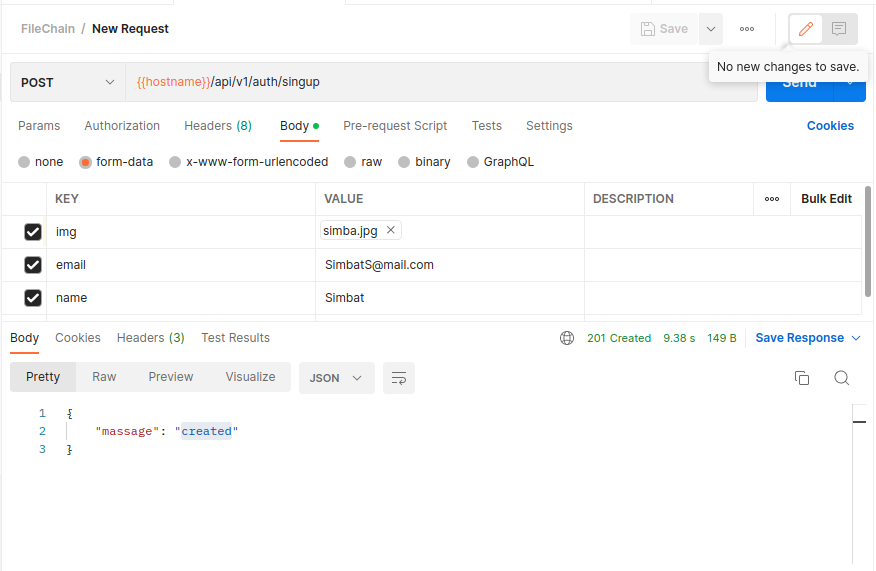 FileChain / New Request
Save
No new changes to save.
POST
{{hostname}}/api/v1/auth/singup
Send
Params Authorization Headers (8) Body Pre-request Script Tests Settings Cookies
none form-data x-www-form-urlencoded raw binary GraphQL
KEY VALUE DESCRIPTION Bulk Edit
img simba.jpg
email SimbatS@mail.com
name Simbat
Body Cookies Headers (3) Test Results 201 Created 9.38 s 149 B Save Response
Pretty Raw Preview Visualize JSON
1 {
2 "massage": "created"
3 }